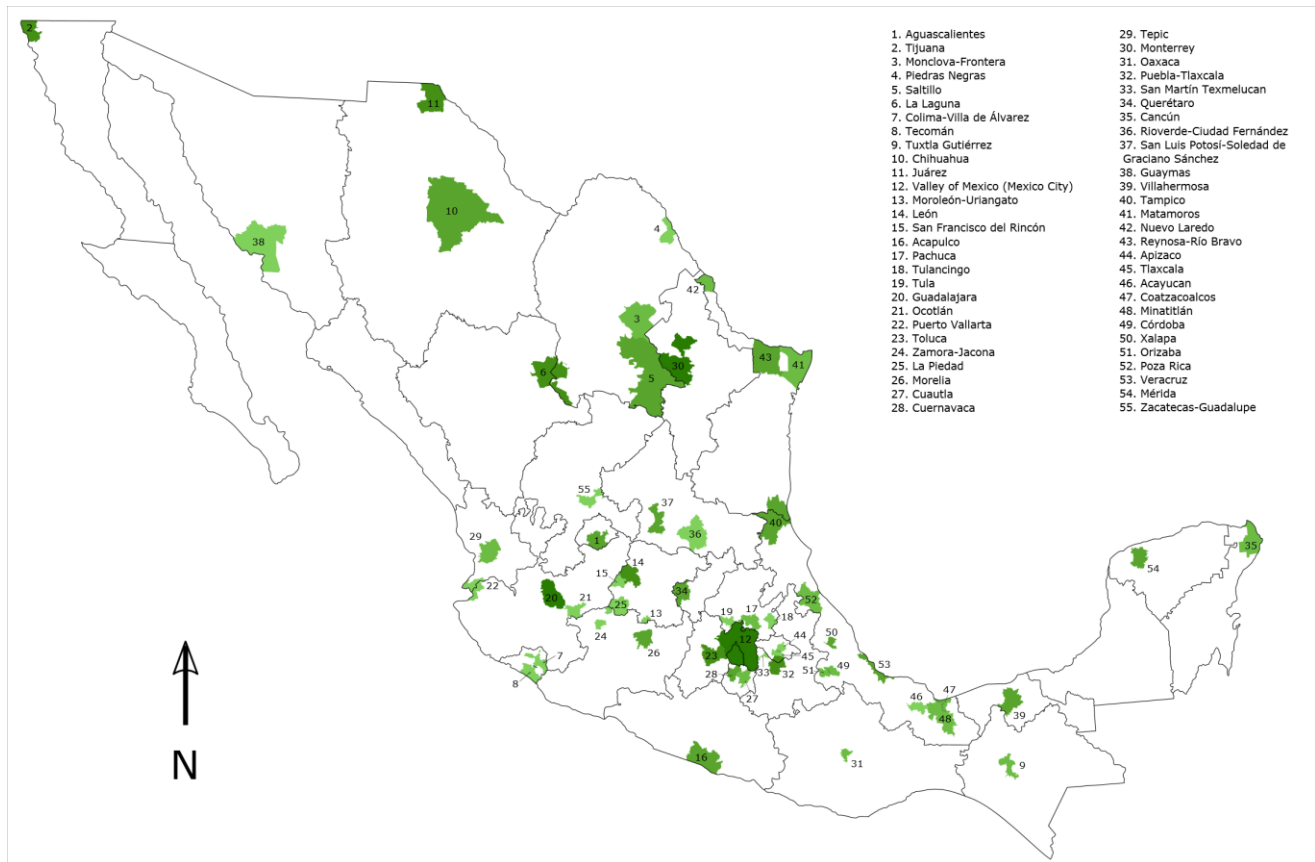 1. Aguascalientes
2. Tijuana
3. Monclova-Frontera
4. Piedras Negras
5. Saltillo
6. La Laguna
7. Colima-Villa de Álvarez
8. Tecomán
9. Tuxtla Gutiérrez
10. Chihuahua
11. Juárez
12. Valley of Mexico (Mexico City)
13. Moroleón-Uriangato
14. León
15. San Francisco del Rincón
16. Acapulco
17. Pachuca
18. Tulancingo
19. Tula
20. Guadalajara
21. Ocotlán
22. Puerto Vallarta
23. Toluca
24. Zamora-Jacona
25. La Piedad
26. Morelia
27. Cuautla
28. Cuernavaca
29. Tepic
30. Monterrey
31. Oaxaca
32. Puebla-Tlaxcala
33. San Martín Texmelucan
34. Querétaro
35. Cancún
36. Rioverde-Ciudad Fernández
37. San Luis Potosí-Soledad de
Graciano Sánchez
38. Guaymas
39. Villahermosa
40. Tampico
41. Matamoros
42. Nuevo Laredo
43. Reynosa-Río Bravo
44. Apizaco
45. Tlaxcala
46. Acayucan
47. Coatzacoalcos
48. Minatitlán
49. Córdoba
50. Xalapa
51. Orizaba
52. Poza Rica
53. Veracruz
54. Mérida
55. Zacatecas-Guadalupe
2
11
10
4
38
42
3
43
41
6
30
5
55
37
40
1
36
29
14
15
54
35
22
20
34
52
21
25
13
19
17
18
24
26
12
44
50
7
23
45
53
8
28
33
32
51
49
27
46
47
48
39
16
31
9
N